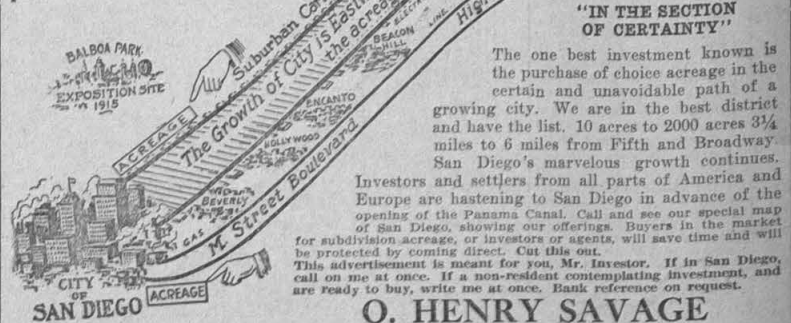 BALBOA PARK
EXPOSITION SITE
1915
Suburban
The Growth of City is
the acreage
ACREAGE
BEACON
HILL
ELECTRIC
LINE
ENCANTO
HOLLYWOOD
BEVERLY
GAS
M Street Boulevard
CITY
OF
SAN DIEGO
ACREAGE
"IN THE SECTION
OF CERTAINTY"
The one best investment known is
the purchase of choice acreage in the
certain and unavoidable path of a
growing city. We are in the best district
and have the list. 10 acres to 2000 acres 3¼
miles to 6 miles from Fifth and Broadway.
San Diego's marvelous growth continues.
Investors and settlers from all parts of America and
Europe are hastening to San Diego in advance of the
opening of the Panama Canal. Call and see our special map
of San Diego, showing our offerings. Buyers in the market
for subdivision acreage, or investors or agents, will save time and will
be protected by coming direct. Cut this out.
This advertisement is meant for you, Mr. Investor. If in San Diego,
call on me at once. If a non-resident contemplating investment, and
are ready to buy, write me at once. Bank reference on request.
O. HENRY SAVAGE